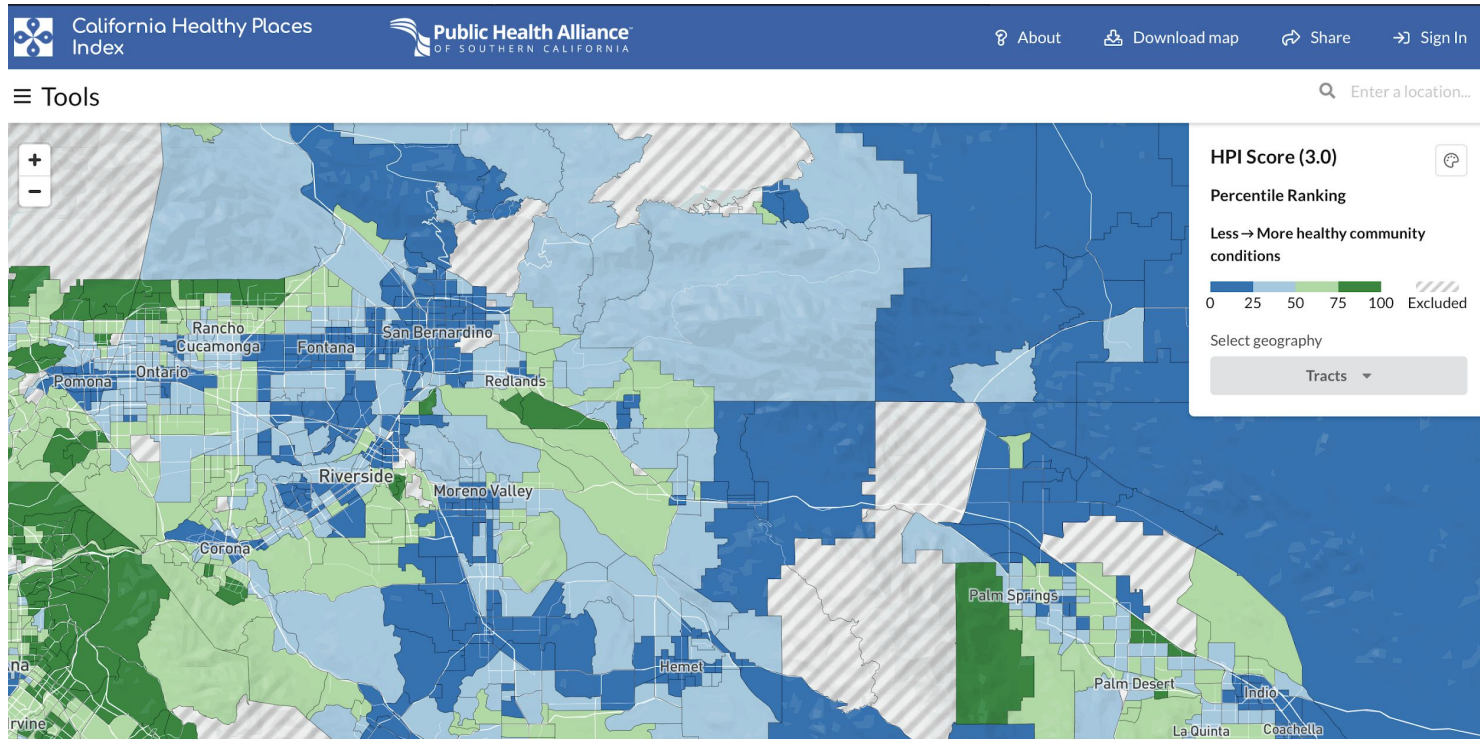 California Healthy Places
Index
Public Health Alliance
OF SOUTHERN CALIFORNIA
About
Download map
Share
Sign In
Tools
Enter a location...
+
−
HPI Score (3.0)
Percentile Ranking
Less → More healthy community
conditions
0 25 50 75 100 Excluded
Select geography
Tracts
Rancho
Cucamonga
Fontana
San Bernardino
Pomona
Ontario
Redlands
Riverside
Moreno Valley
Corona
Palm Springs
Hemet
na
Palm Desert
Indio
rvine
La Quinta
Coachella